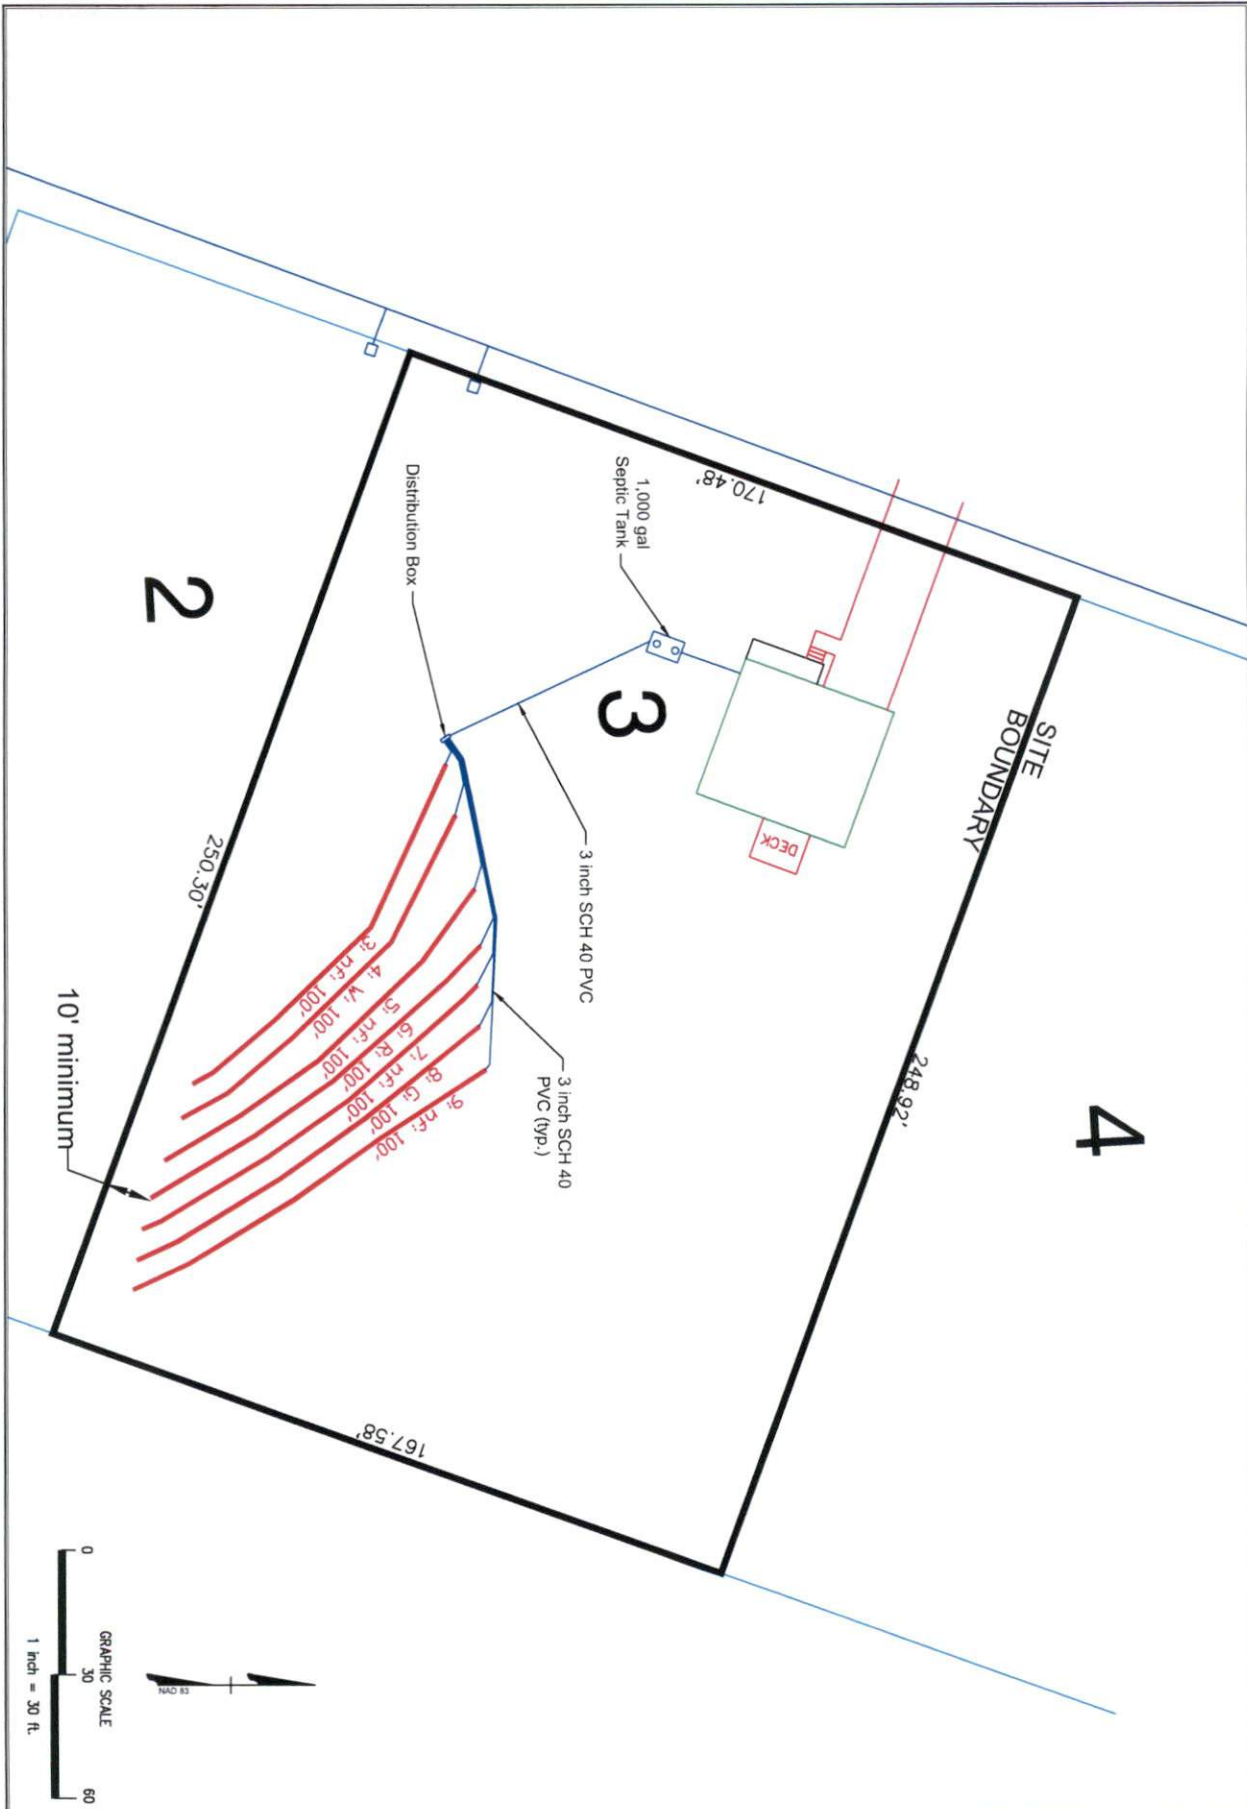 SITE
BOUNDARY
4
248.92'
170.48'
1,000 gal
Septic Tank
3
DECK
3 inch SCH 40 PVC
3 inch SCH 40
PVC (typ.)
Distribution Box
2
250.30'
3: nf: 100'
4: W: 100'
5: nf: 100'
6: R: 100'
7: nf: 100'
8: G: 100'
9: nf: 100'
10' minimum
167.58'
NAD 83
GRAPHIC SCALE
0 30 60
1 inch = 30 ft.